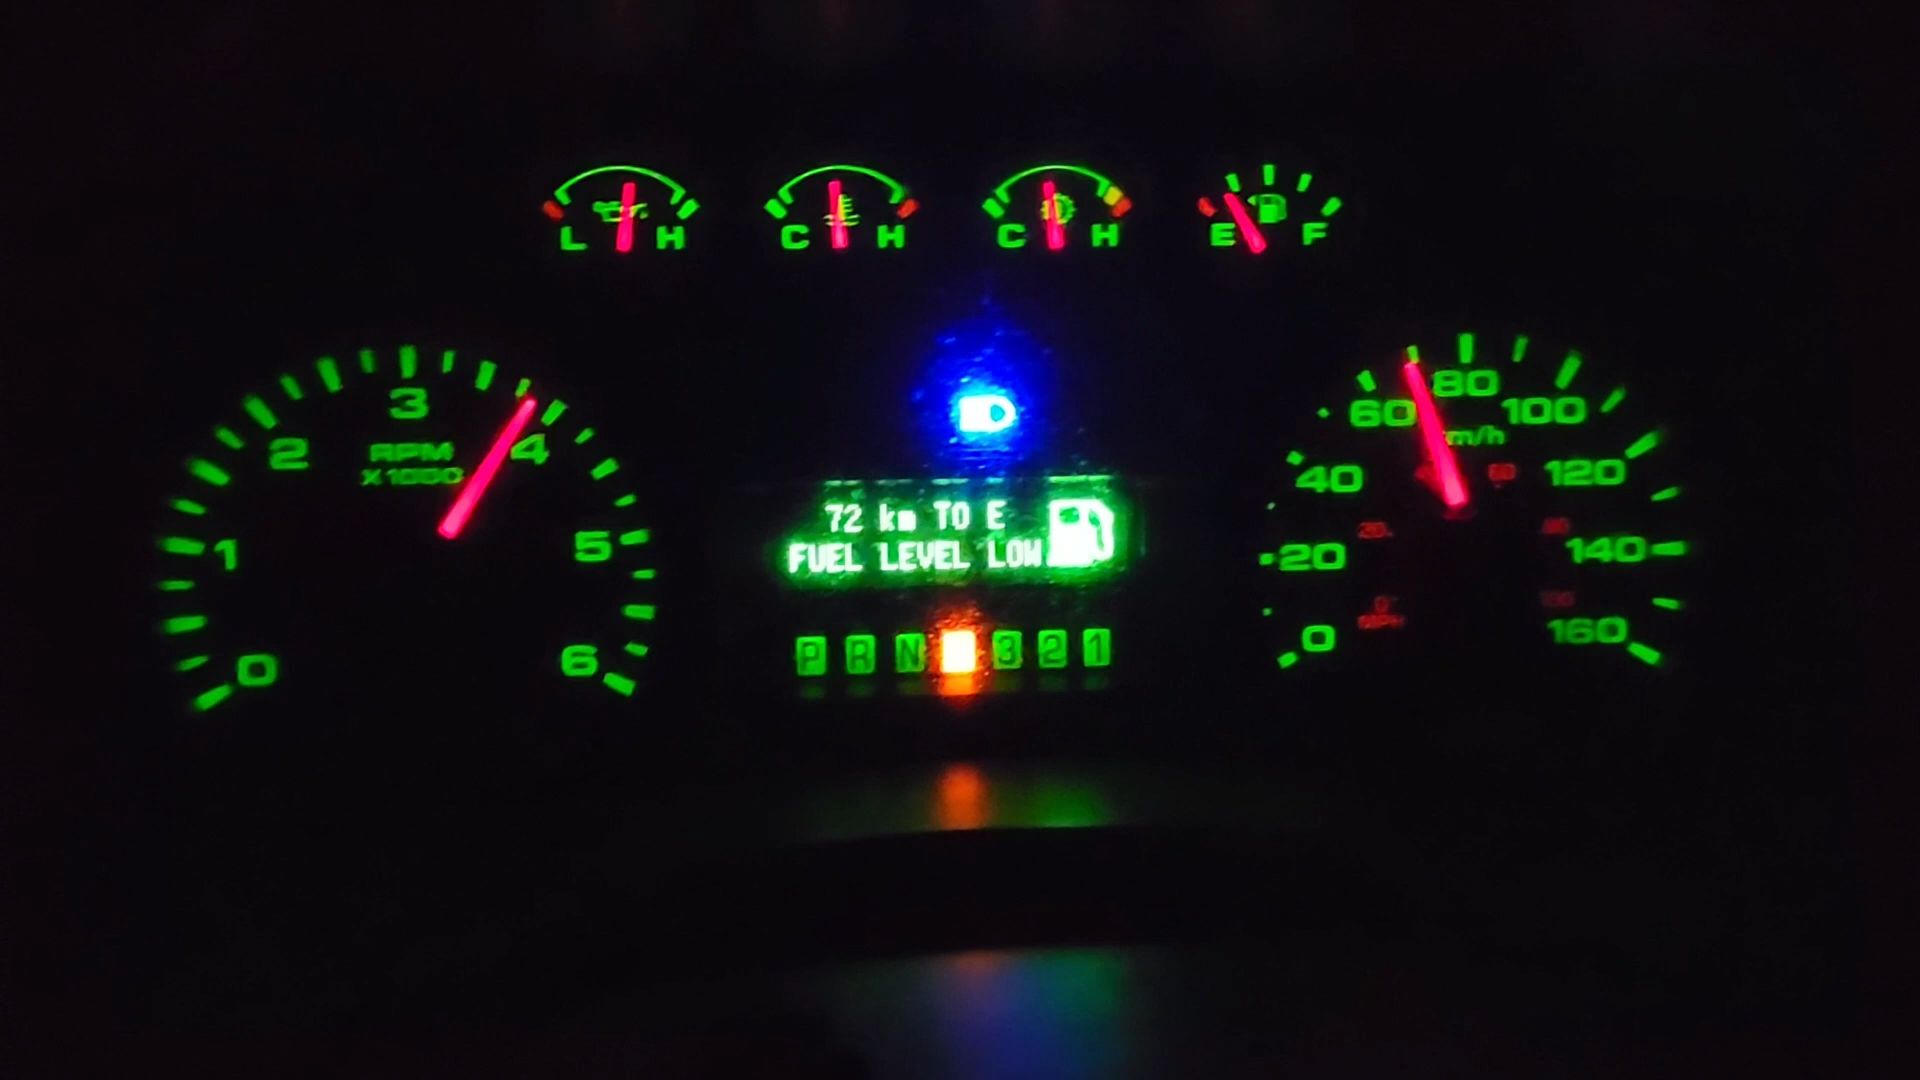 L H
C H
C H
E F
0 1 2 3 4 5 6
RPM
X1000
72 km TO E
FUEL LEVEL LOW
P R N 3 2 1
0 20 40 60 80 100 120 140 160
km/h
MPH